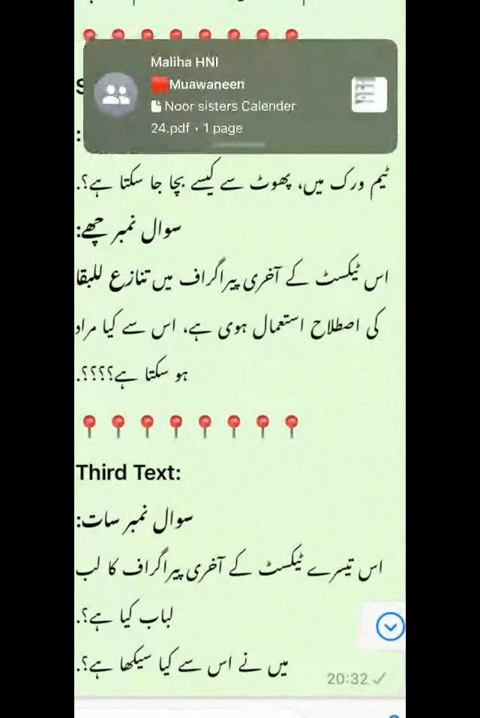 Maliha HNI
Muawaneen
Noor sisters Calender
24.pdf • 1 page
ٹیم ورک میں، پھوٹ سے کیسے بچا جا سکتا ہے؟.
سوال نمبر چھے:
اس ٹیکسٹ کے آخری پیراگراف میں تنازع للبقا
کی اصطلاح استعمال ہوی ہے، اس سے کیا مراد
ہو سکتا ہے؟؟؟؟.
Third Text:
سوال نمبر سات:
اس تیسرے ٹیکسٹ کے آخری پیراگراف کا لب
لباب کیا ہے؟.
میں نے اس سے کیا سیکھا ہے؟.
20:32